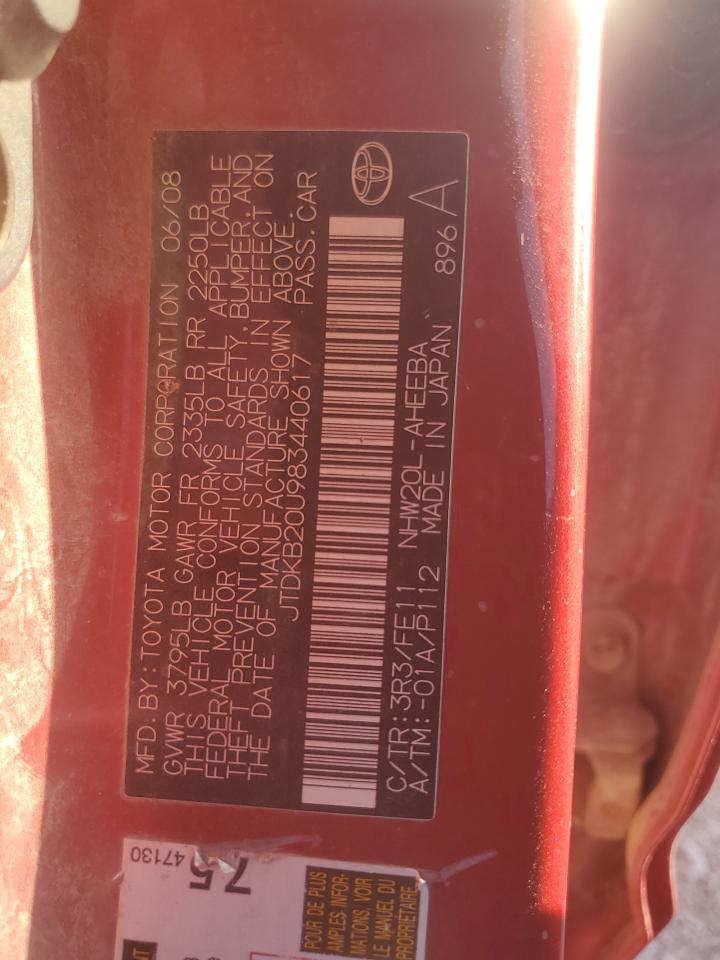 MFD. BY: TOYOTA MOTOR CORPORATION 06/08
GVWR 3795LB GAWR FR 2335LB RR 2250LB
THIS VEHICLE CONFORMS TO ALL APPLICABLE
FEDERAL MOTOR VEHICLE SAFETY, BUMPER, AND
THEFT PREVENTION STANDARDS IN EFFECT ON
THE DATE OF MANUFACTURE SHOWN ABOVE.
JTDKB20U983440617 PASS. CAR
C/TR: 3R3/FE11 NHW20L-AHEEBA 896 A
A/TM: -01A/P112 MADE IN JAPAN
47130
75
POUR DE PLUS
AMPLES INFOR-
MATIONS, VOIR
LE MANUEL DU
PROPRIÉTAIRE